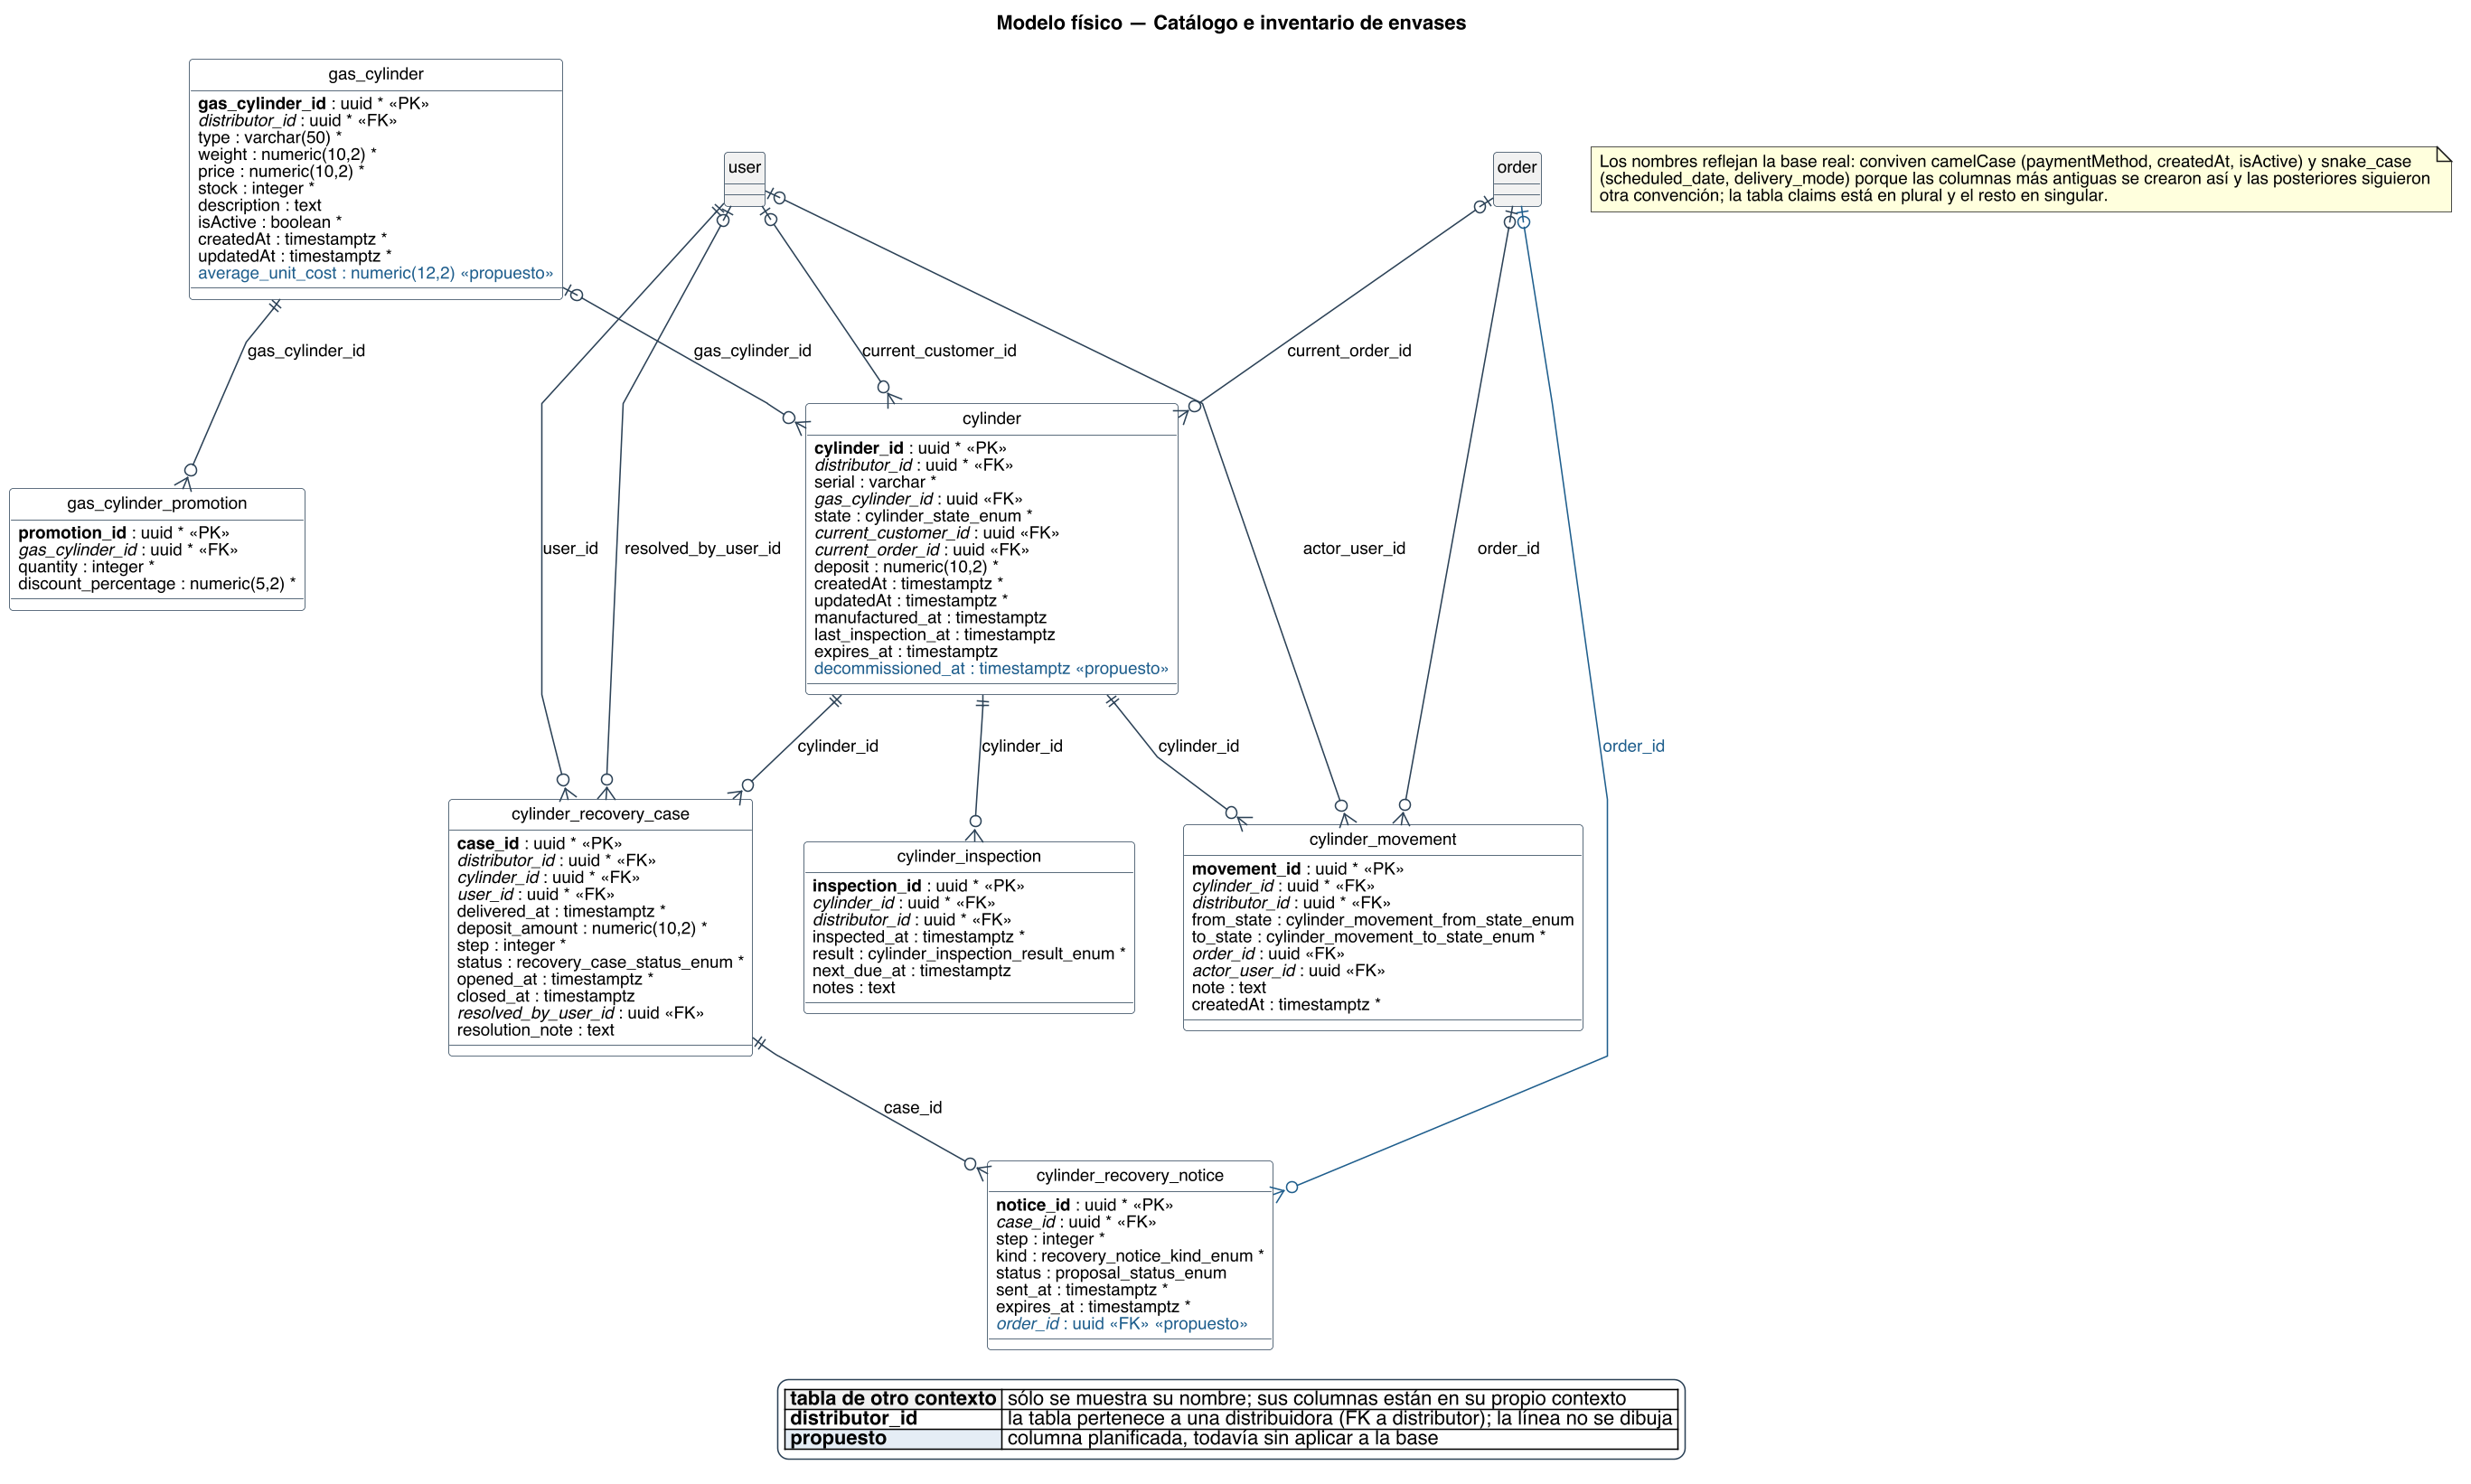 Modelo físico — Catálogo e inventario de envases
gas_cylinder
gas_cylinder_id : uuid * «PK»
distributor_id : uuid * «FK»
type : varchar(50) *
weight : numeric(10,2) *
price : numeric(10,2) *
stock : integer *
description : text
isActive : boolean *
createdAt : timestamptz *
updatedAt : timestamptz *
average_unit_cost : numeric(12,2) «propuesto»
user
order
Los nombres reflejan la base real: conviven camelCase (paymentMethod, createdAt, isActive) y snake_case
(scheduled_date, delivery_mode) porque las columnas más antiguas se crearon así y las posteriores siguieron
otra convención; la tabla claims está en plural y el resto en singular.
gas_cylinder_id
gas_cylinder_id
current_customer_id
current_order_id
cylinder
cylinder_id : uuid * «PK»
distributor_id : uuid * «FK»
serial : varchar *
gas_cylinder_id : uuid «FK»
state : cylinder_state_enum *
current_customer_id : uuid «FK»
current_order_id : uuid «FK»
deposit : numeric(10,2) *
createdAt : timestamptz *
updatedAt : timestamptz *
manufactured_at : timestamptz
last_inspection_at : timestamptz
expires_at : timestamptz
decommissioned_at : timestamptz «propuesto»
gas_cylinder_promotion
promotion_id : uuid * «PK»
gas_cylinder_id : uuid * «FK»
quantity : integer *
discount_percentage : numeric(5,2) *
user_id
resolved_by_user_id
actor_user_id
order_id
cylinder_id
cylinder_id
cylinder_id
order_id
cylinder_recovery_case
case_id : uuid * «PK»
distributor_id : uuid * «FK»
cylinder_id : uuid * «FK»
user_id : uuid * «FK»
delivered_at : timestamptz *
deposit_amount : numeric(10,2) *
step : integer *
status : recovery_case_status_enum *
opened_at : timestamptz *
closed_at : timestamptz
resolved_by_user_id : uuid «FK»
resolution_note : text
cylinder_inspection
inspection_id : uuid * «PK»
cylinder_id : uuid * «FK»
distributor_id : uuid * «FK»
inspected_at : timestamptz *
result : cylinder_inspection_result_enum *
next_due_at : timestamptz
notes : text
cylinder_movement
movement_id : uuid * «PK»
cylinder_id : uuid * «FK»
distributor_id : uuid * «FK»
from_state : cylinder_movement_from_state_enum
to_state : cylinder_movement_to_state_enum *
order_id : uuid «FK»
actor_user_id : uuid «FK»
note : text
createdAt : timestamptz *
case_id
cylinder_recovery_notice
notice_id : uuid * «PK»
case_id : uuid * «FK»
step : integer *
kind : recovery_notice_kind_enum *
status : proposal_status_enum
sent_at : timestamptz *
expires_at : timestamptz *
order_id : uuid «FK» «propuesto»
tabla de otro contexto sólo se muestra su nombre; sus columnas están en su propio contexto
distributor_id la tabla pertenece a una distribuidora (FK a distributor); la línea no se dibuja
propuesto columna planificada, todavía sin aplicar a la base